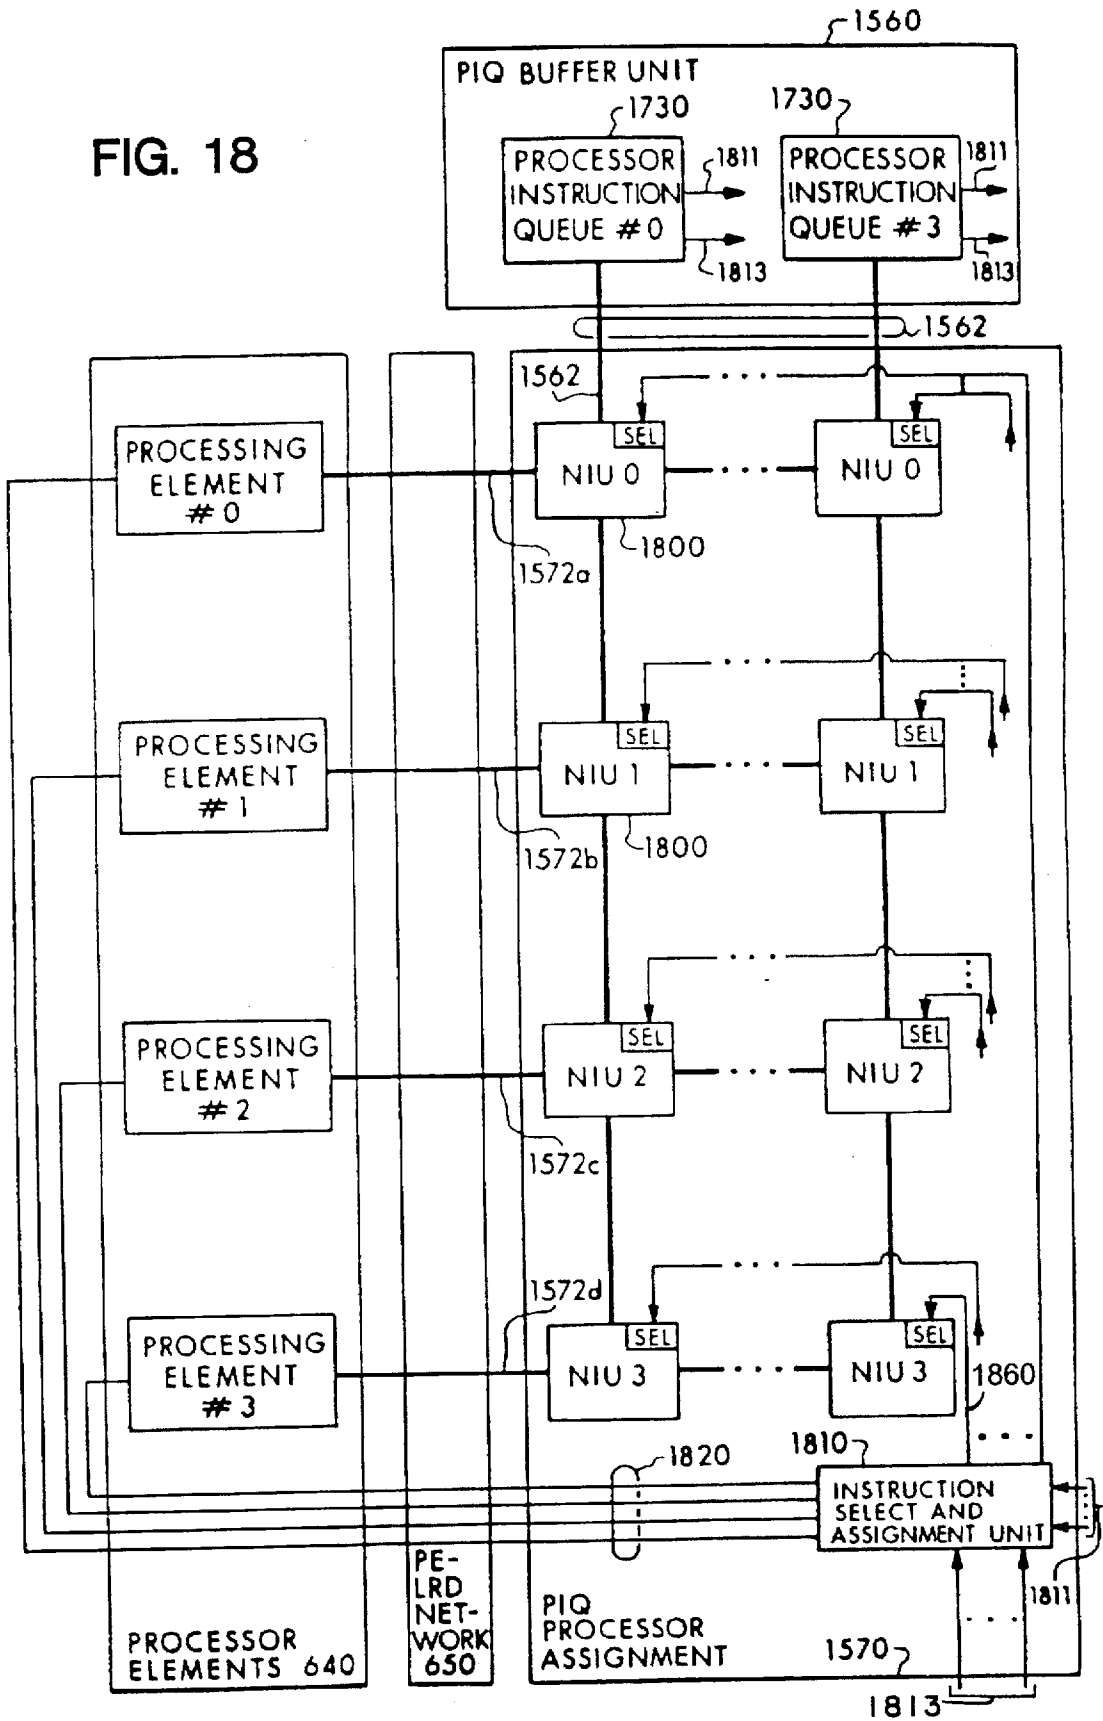 FIG. 18
1560
PIQ BUFFER UNIT
1730
1730
PROCESSOR
INSTRUCTION
QUEUE #0
1811
1813
PROCESSOR
INSTRUCTION
QUEUE #3
1811
1813
1562
1562
SEL
NIU 0
SEL
NIU 0
PROCESSING
ELEMENT
#0
1800
1572a
SEL
NIU 1
SEL
NIU 1
PROCESSING
ELEMENT
#1
1800
1572b
SEL
NIU 2
SEL
NIU 2
PROCESSING
ELEMENT
#2
1572c
1572d
SEL
NIU 3
SEL
NIU 3
PROCESSING
ELEMENT
#3
1860
1810
1820
INSTRUCTION
SELECT AND
ASSIGNMENT UNIT
1811
PE-
LRD
NET-
WORK
650
PIQ
PROCESSOR
ASSIGNMENT
PROCESSOR
ELEMENTS 640
1570
1813